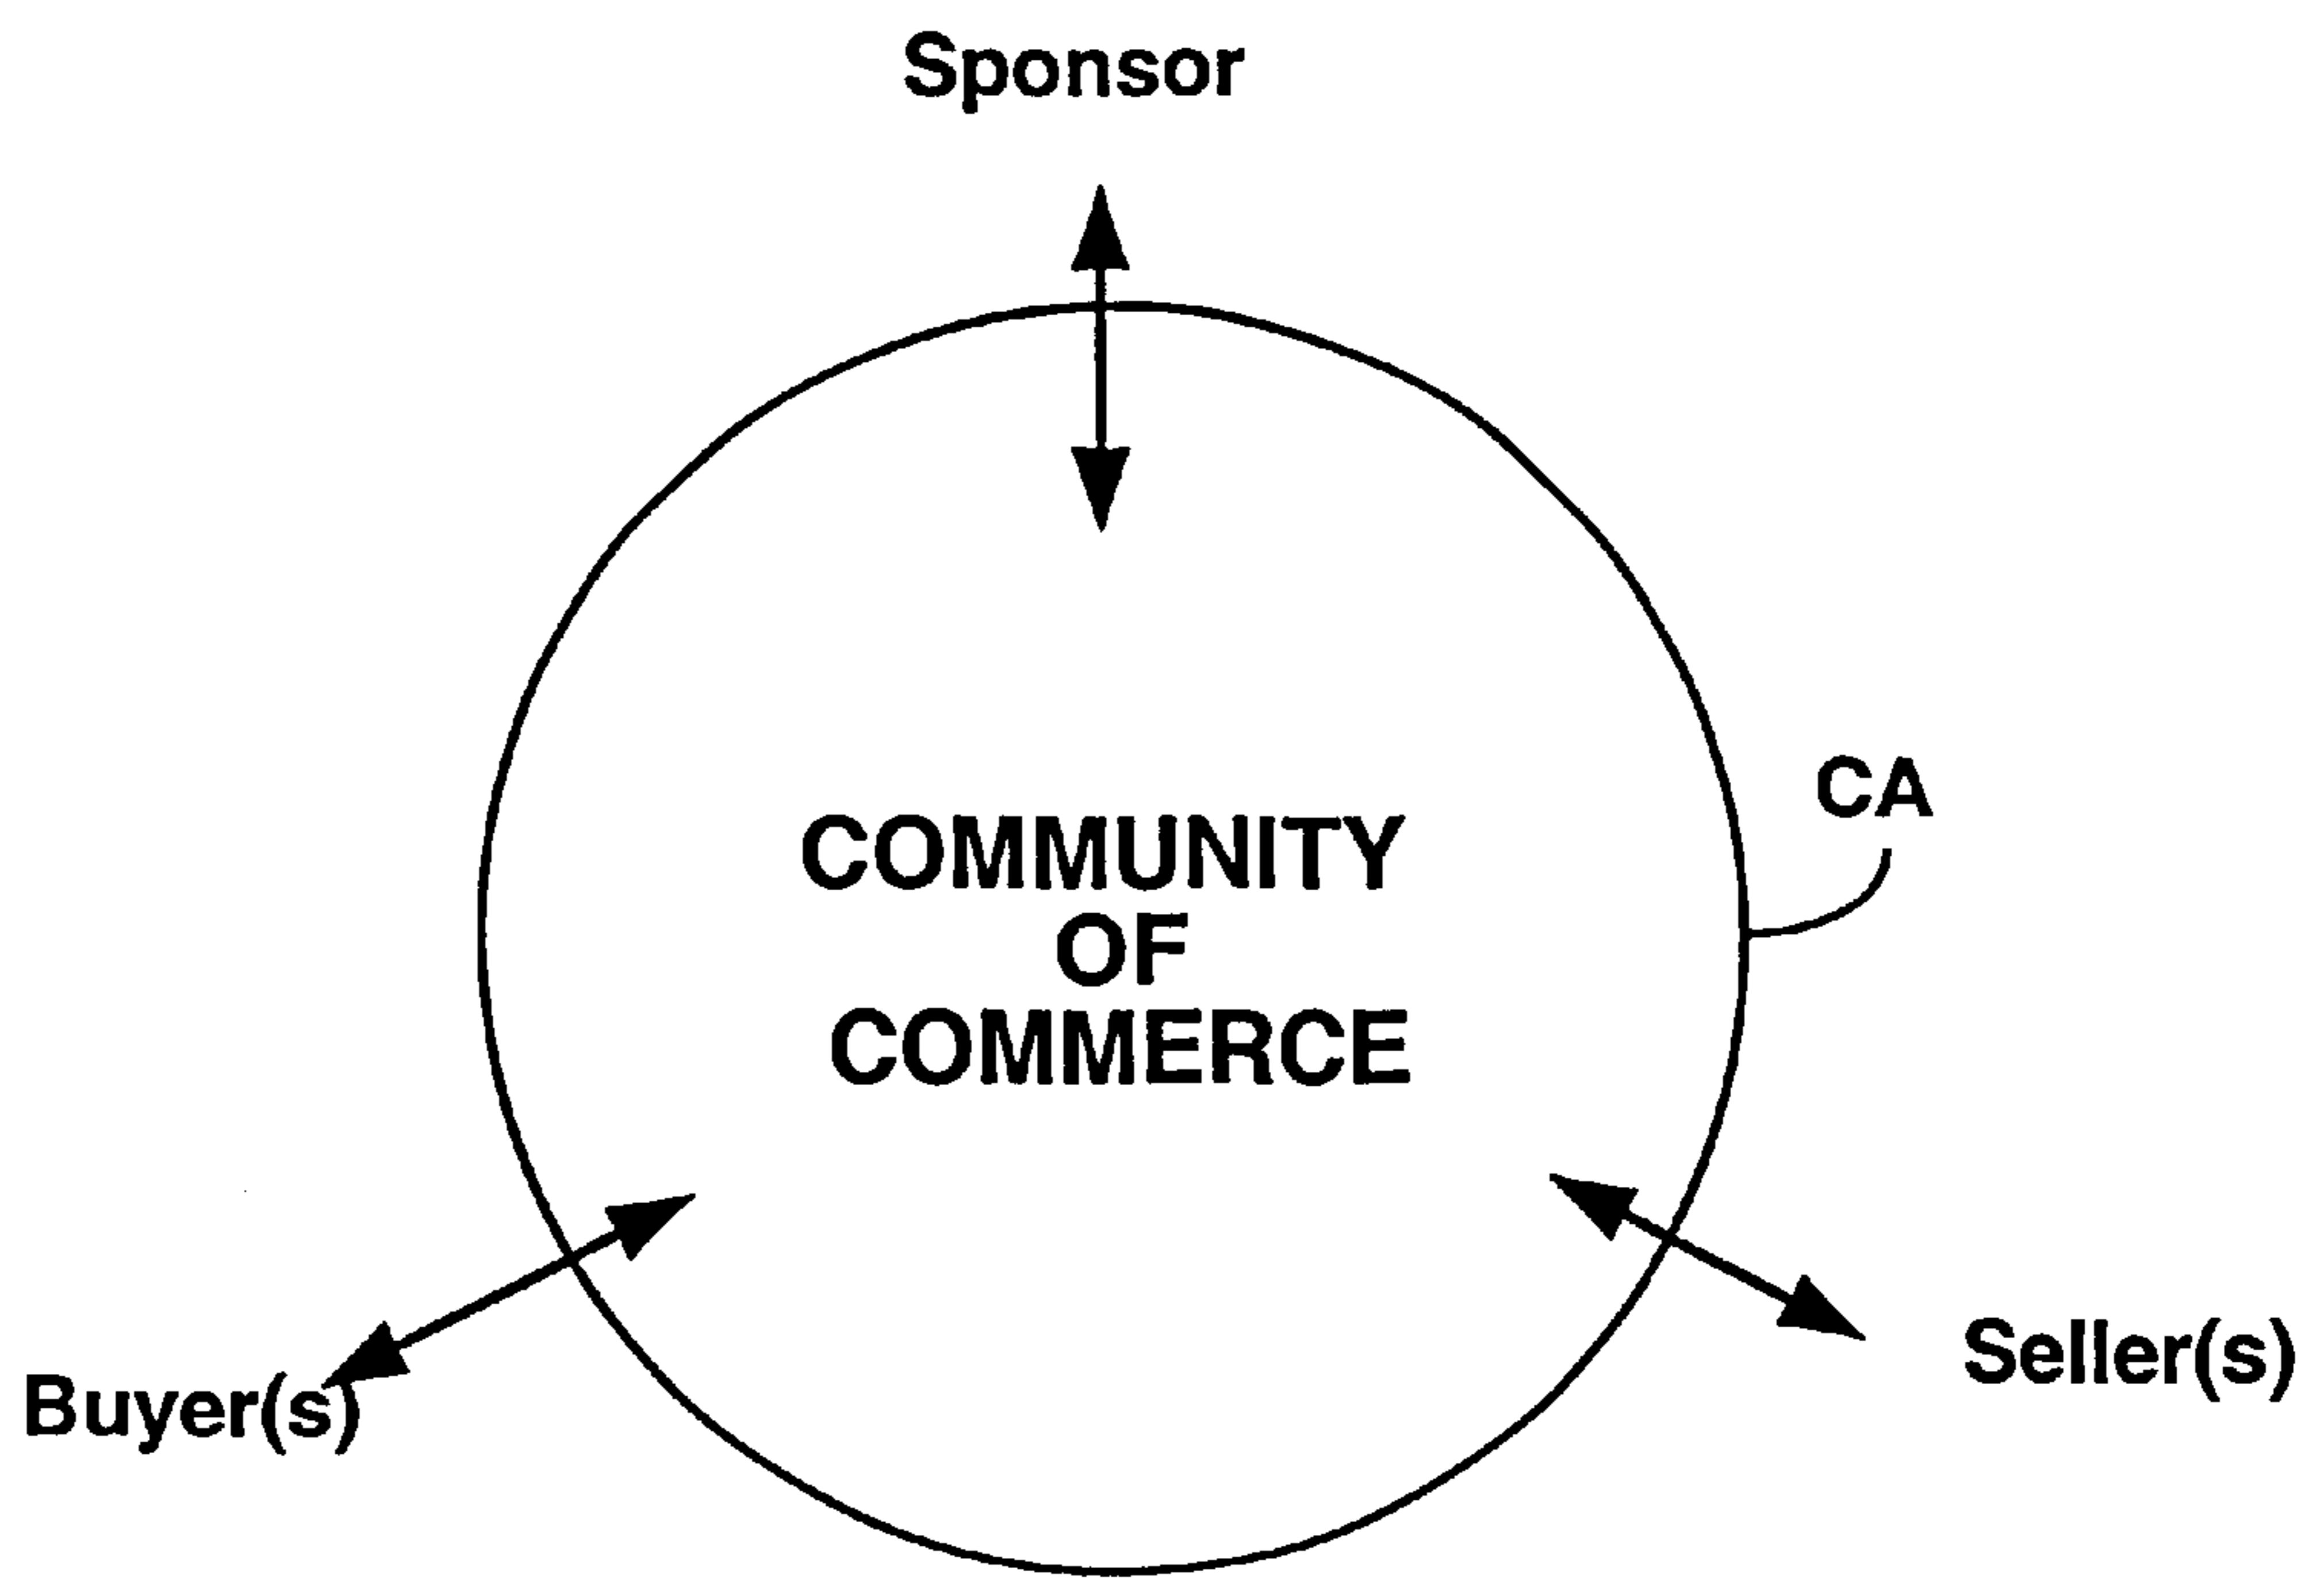 Sponsor
CA
COMMUNITY
OF
COMMERCE
Buyer(s)
Seller(s)